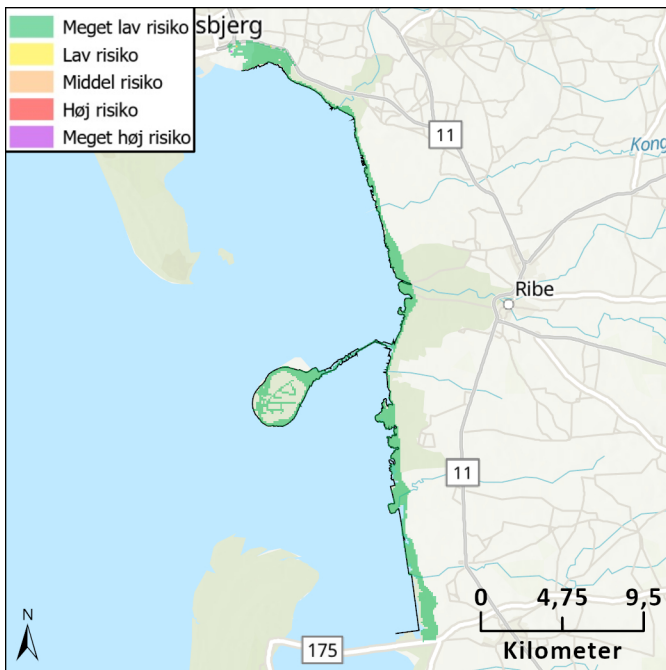 Meget lav risiko
sbjerg
Lav risiko
Middel risiko
Høj risiko
Meget høj risiko
11
Kong
Ribe
11
N
175
0 4,75 9,5
Kilometer